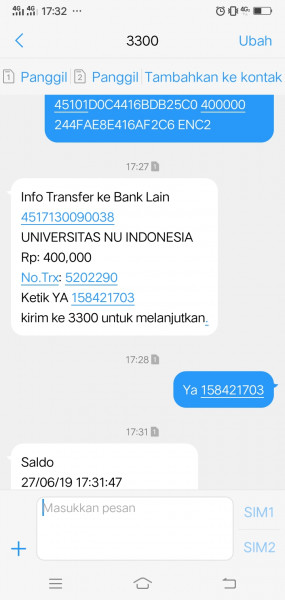 4G 4G 17:32 ...
4G
3300
Ubah
1 Panggil 2 Panggil Tambahkan ke kontak
45101D0C4416BDB25C0 400000
244FAE8E416AF2C6 ENC2
17:27 1
Info Transfer ke Bank Lain
4517130090038
UNIVERSITAS NU INDONESIA
Rp: 400,000
No.Trx: 5202290
Ketik YA 158421703
kirim ke 3300 untuk melanjutkan.
17:28 1
Ya 158421703
17:31 1
Saldo
27/06/19 17:31:47
Masukkan pesan
SIM1
SIM2